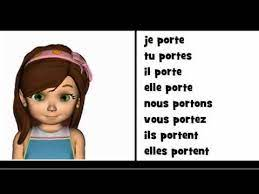 je porte
tu portes
il porte
elle porte
nous portons
vous portez
ils portent
elles portent